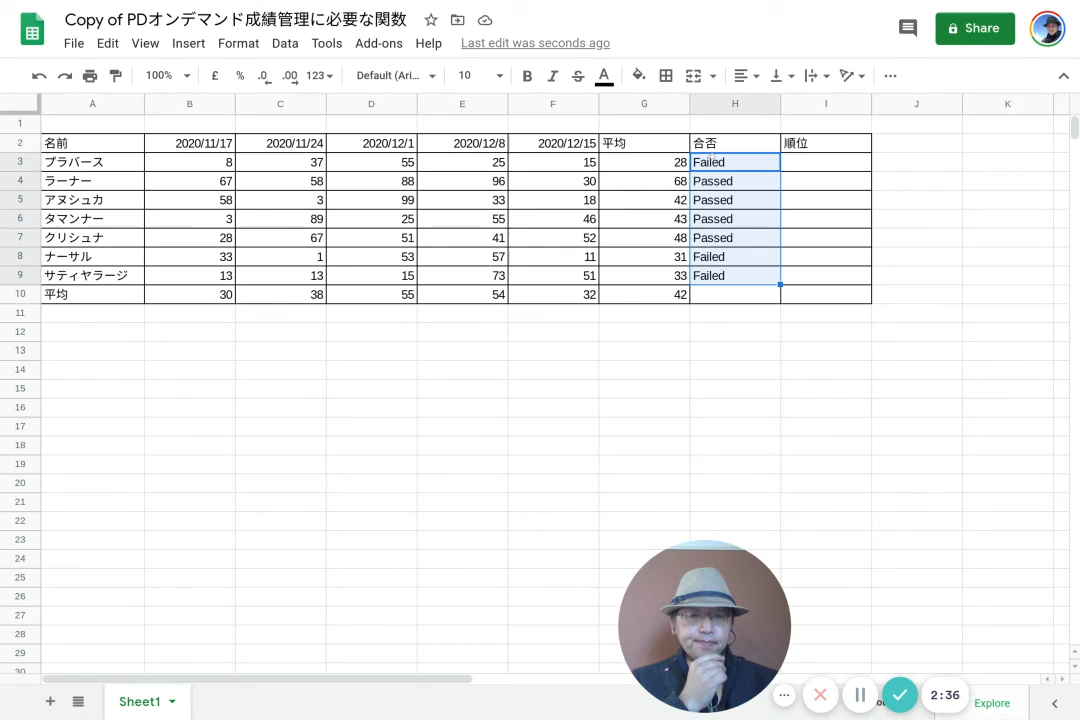 Copy of PDオンデマンド成績管理に必要な関数
File Edit View Insert Format Data Tools Add-ons Help Last edit was seconds ago
Share
100% £ % .0 .00 123 Default (Ari... 10 B I S A
A B C D E F G H I J K
1
2 名前 2020/11/17 2020/11/24 2020/12/1 2020/12/8 2020/12/15 平均 合否 順位
3 プラバース 8 37 55 25 15 28 Failed
4 ラーナー 67 58 88 96 30 68 Passed
5 アヌシュカ 58 3 99 33 18 42 Passed
6 タマンナー 3 89 25 55 46 43 Passed
7 クリシュナ 28 67 51 41 52 48 Passed
8 ナーサル 33 1 53 57 11 31 Failed
9 サティヤラージ 13 13 15 73 51 33 Failed
10 平均 30 38 55 54 32 42
11
12
13
14
15
16
17
18
19
20
21
22
23
24
25
26
27
28
29
30
Sheet1
2:36
Explore